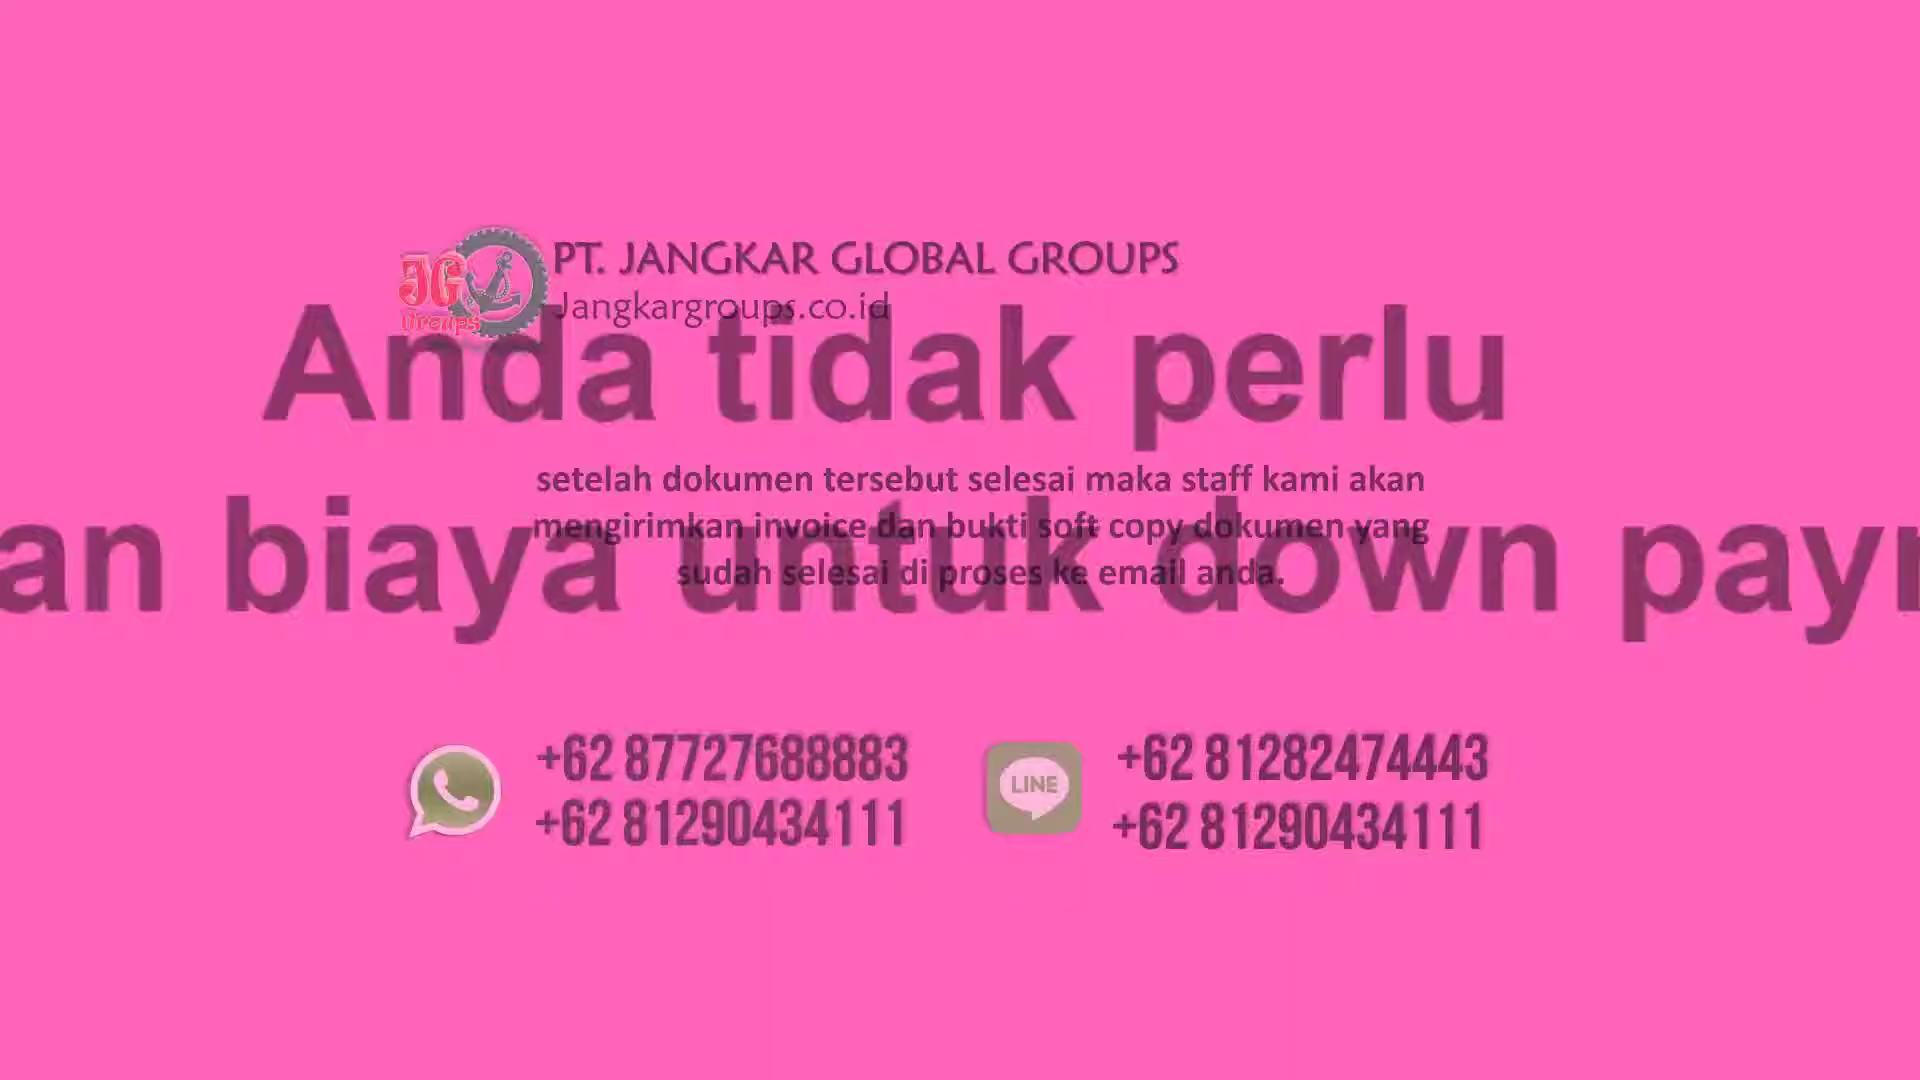 JG
Groups
PT. JANGKAR GLOBAL GROUPS
Jangkargroups.co.id
Anda tidak perlu
setelah dokumen tersebut selesai maka staff kami akan
mengirimkan invoice dan bukti soft copy dokumen yang
sudah selesai di proses ke email anda.
an biaya untuk down paym
+62 87727688883
+62 81290434111
LINE
+62 81282474443
+62 81290434111